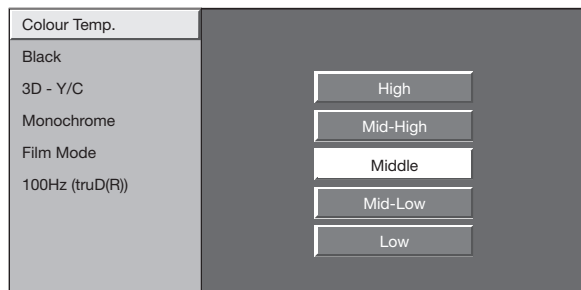 Colour Temp.
Black
3D - Y/C
Monochrome
Film Mode
100Hz (truD(R))
High
Mid-High
Middle
Mid-Low
Low